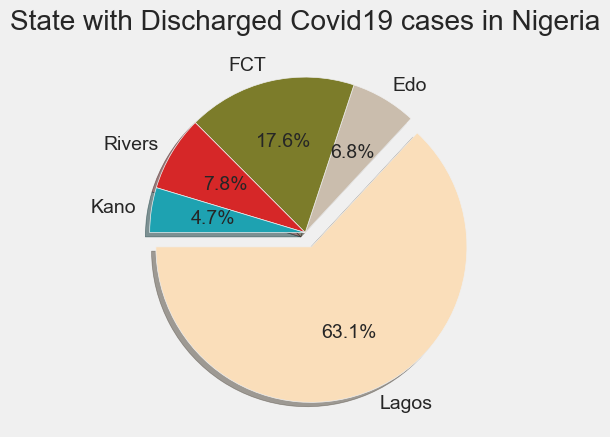 State with Discharged Covid19 cases in Nigeria
FCT
Edo
17.6%
6.8%
Rivers
7.8%
Kano
4.7%
63.1%
Lagos